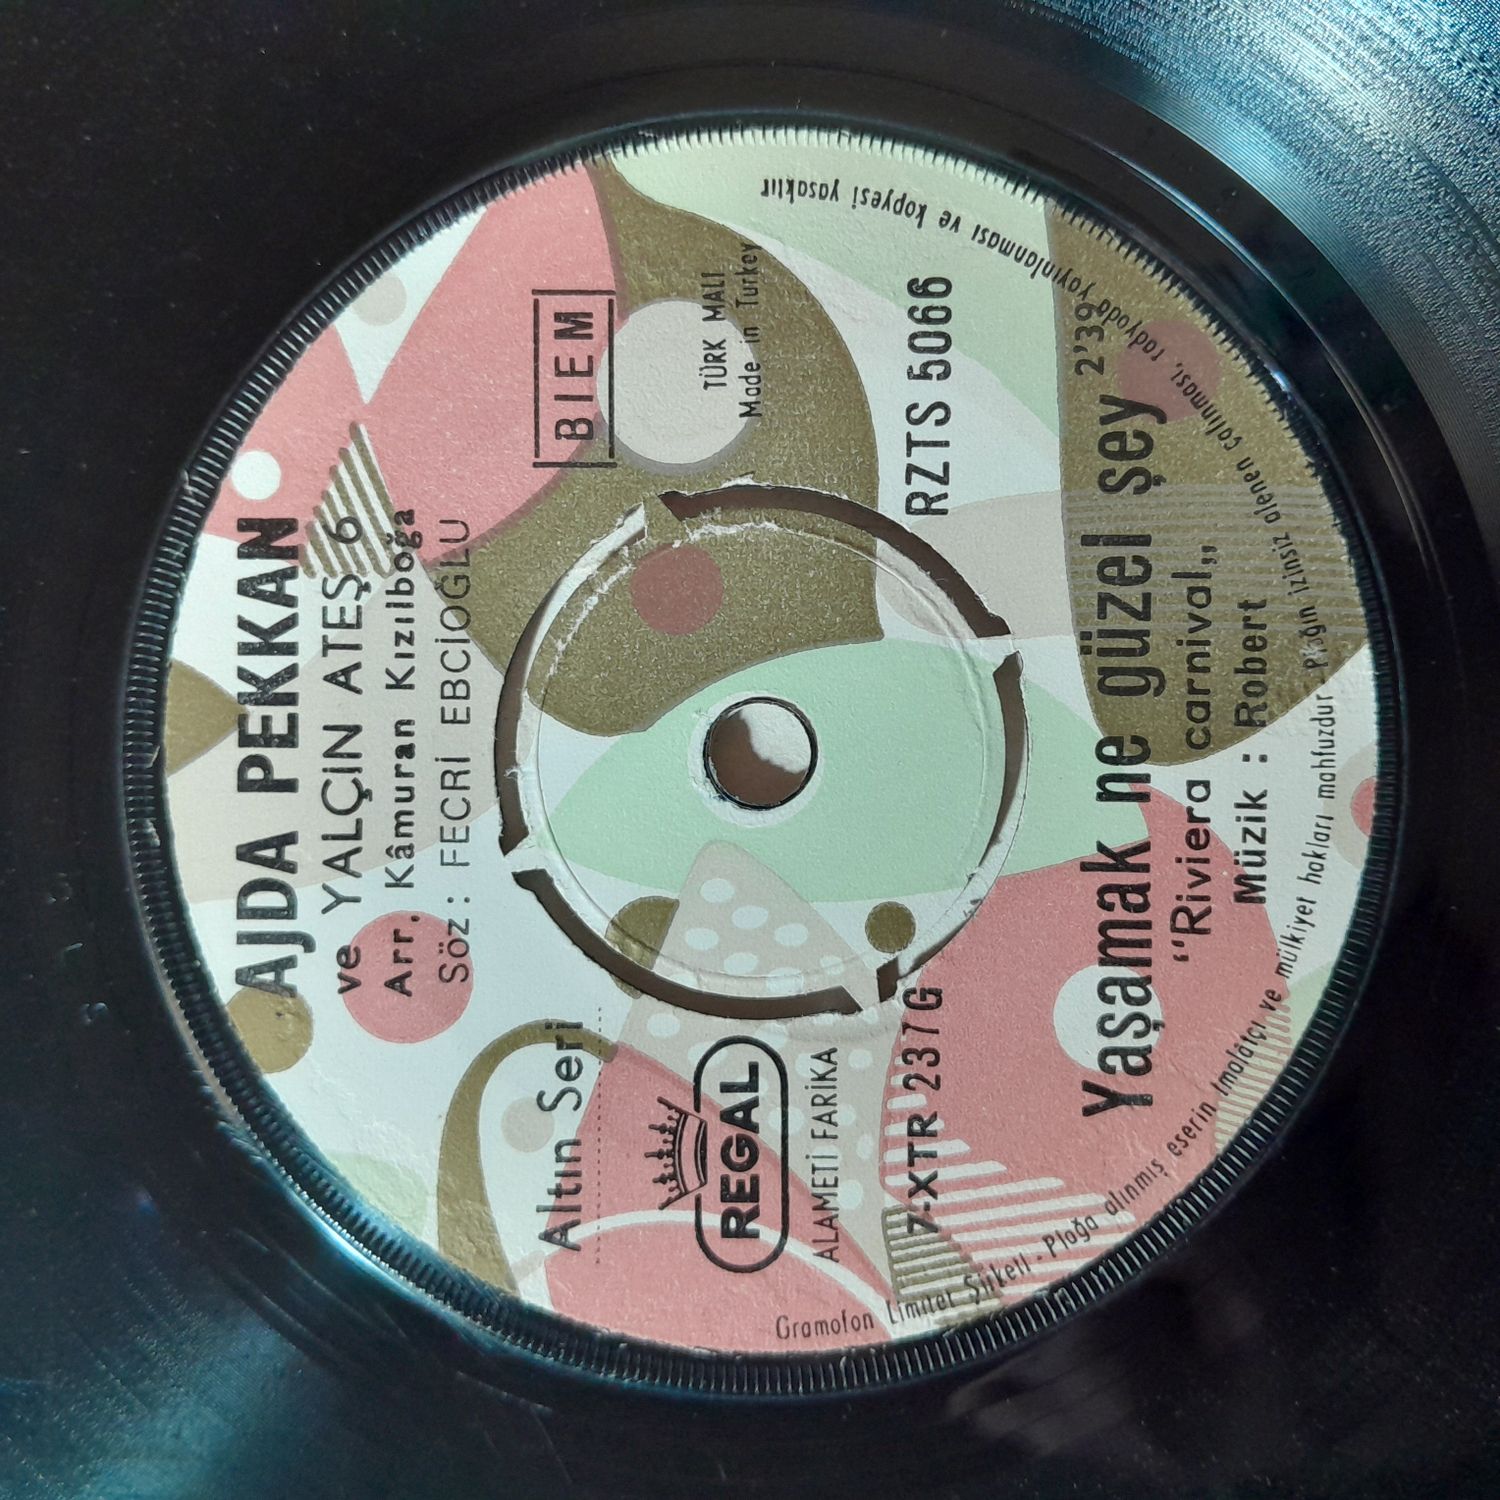 AJDA PEKKAN
ve YALÇIN ATEŞ 6
Arr. Kâmuran Kızılboğa
Söz : FECRİ EBCİOĞLU
Altın Seri
BIEM
REGAL
ALAMETİ FARİKA
TÜRK MALI
Made in Turkey
7-XTR 237 G
RZTS 5066
Yaşamak ne güzel şey 2'39
"Riviera carnival„
Müzik : Robert
Gramofon Limitet Şirketi - Plağa alınmış eserin imalâtçı ve mülkiyet hakları mahfuzdur - Plağın izinsiz olenen çalınması, radyoda yayınlanması ve kopyesi yasaktır